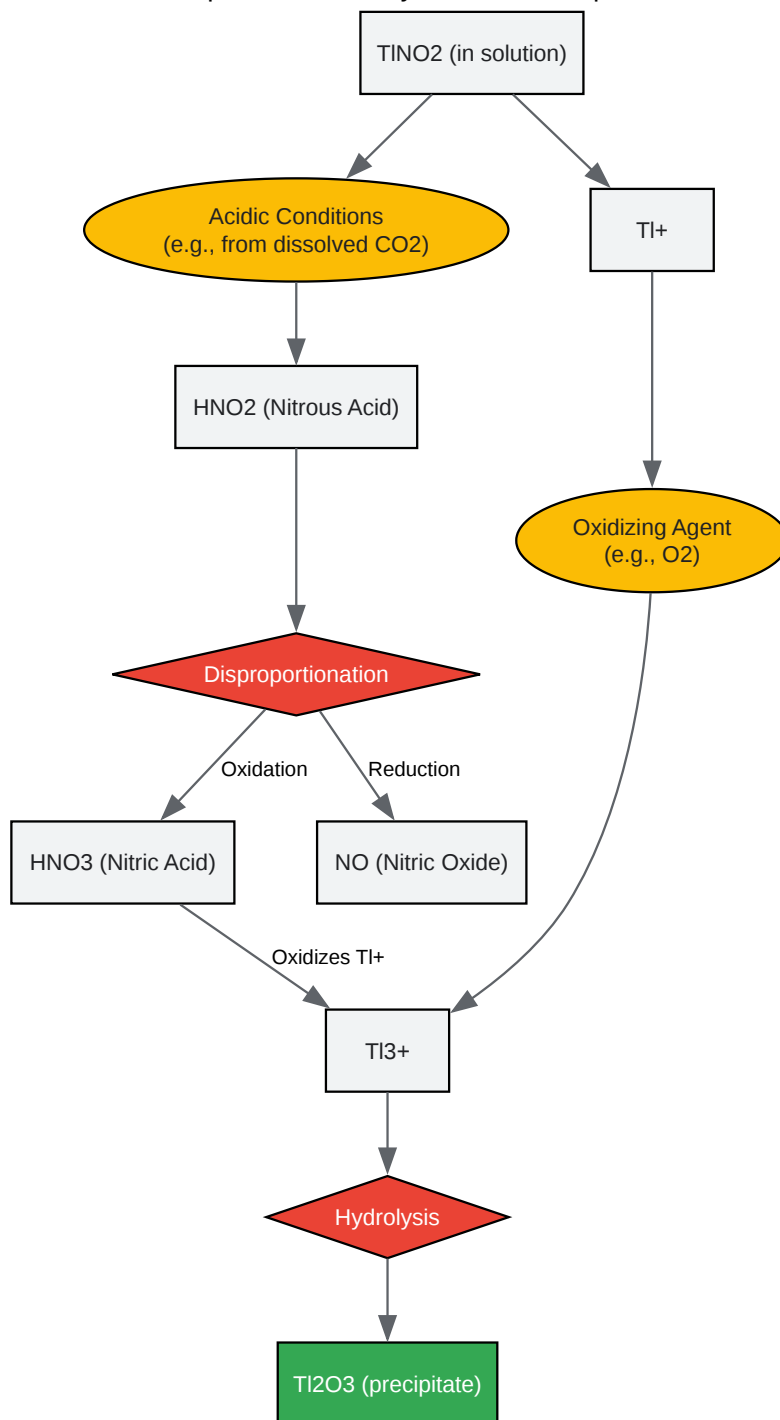 TlNO2 (in solution)
Acidic Conditions
(e.g., from dissolved CO2)
Tl+
HNO2 (Nitrous Acid)
Oxidizing Agent
(e.g., O2)
Disproportionation
Oxidation
Reduction
HNO3 (Nitric Acid)
NO (Nitric Oxide)
Oxidizes Tl+
Tl3+
Hydrolysis
Tl2O3 (precipitate)